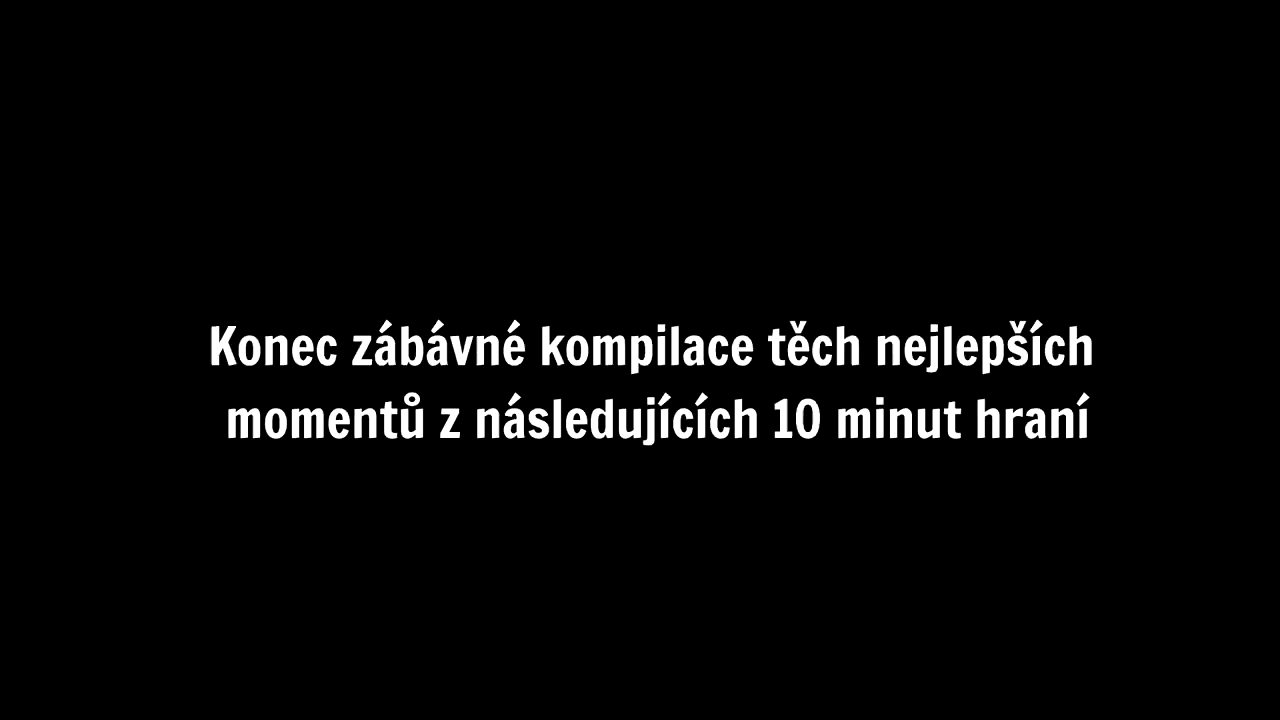 Konec zábávné kompilace těch nejlepších
momentů z následujících 10 minut hraní